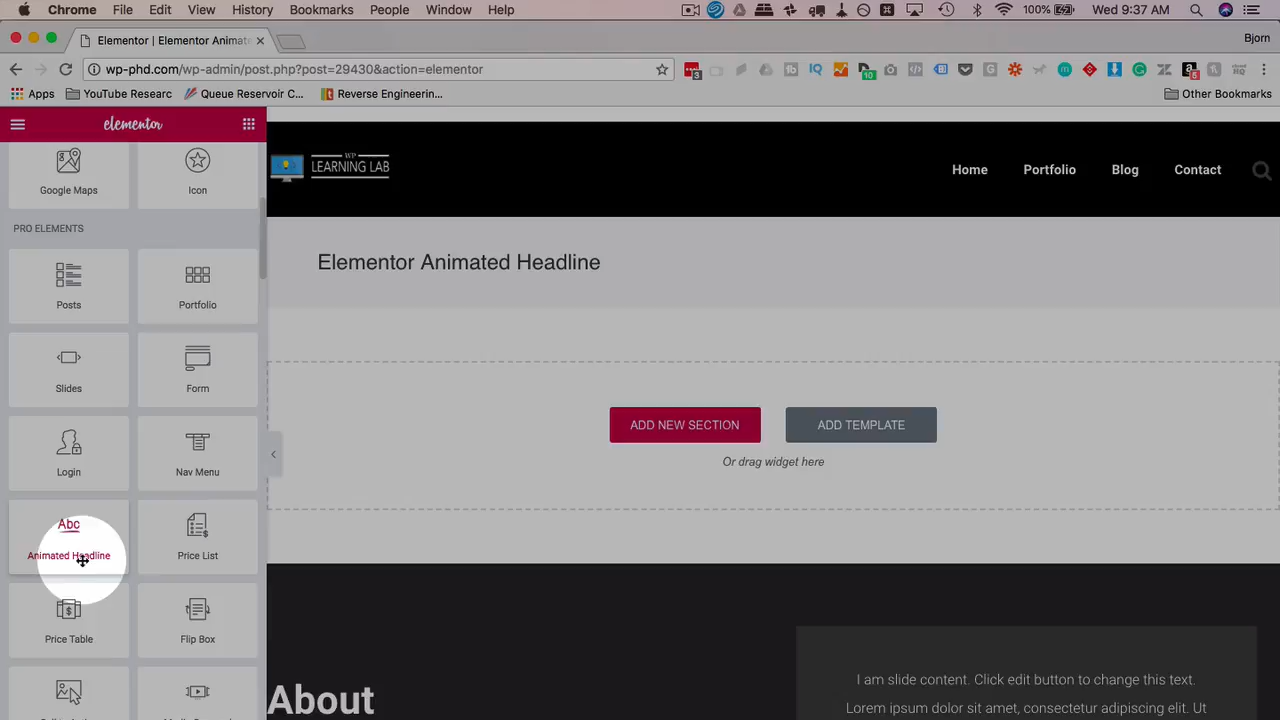 Chrome File Edit View History Bookmarks People Window Help 100% Wed 9:37 AM
Elementor | Elementor Animate Bjorn
wp-phd.com/wp-admin/post.php?post=29430&action=elementor
Apps YouTube Researc Queue Reservoir C... Reverse Engineerin... Other Bookmarks
elementor
WP
LEARNING LAB
Home Portfolio Blog Contact
Google Maps Icon
PRO ELEMENTS
Elementor Animated Headline
Posts Portfolio
Slides Form
ADD NEW SECTION ADD TEMPLATE
Or drag widget here
Login Nav Menu
Abc
Animated Headline Price List
Price Table Flip Box
About
I am slide content. Click edit button to change this text.
Lorem ipsum dolor sit amet, consectetur adipiscing elit. Ut